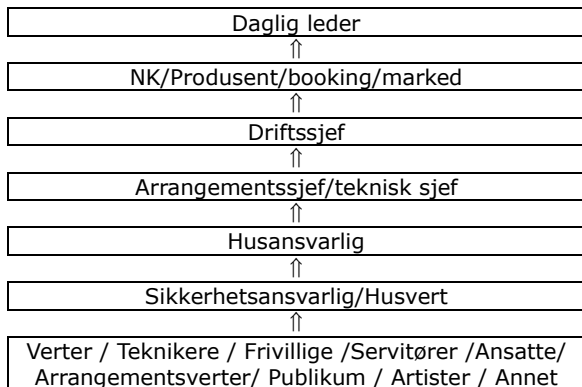 Daglig leder
⇑
NK/Produsent/booking/marked
⇑
Driftssjef
⇑
Arrangementssjef/teknisk sjef
⇑
Husansvarlig
⇑
Sikkerhetsansvarlig/Husvert
⇑
Verter / Teknikere / Frivillige /Servitører /Ansatte/
Arrangementsverter/ Publikum / Artister / Annet